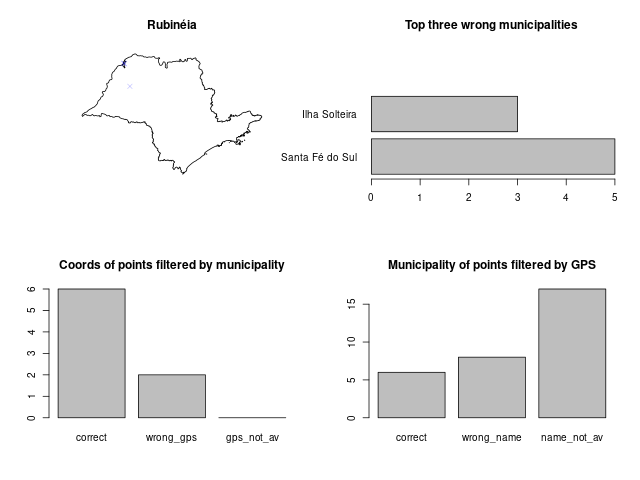 Rubinéia
Top three wrong municipalities
Ilha Solteira
Santa Fé do Sul
0 1 2 3 4 5
Coords of points filtered by municipality
6
5
4
3
2
1
0
correct wrong_gps gps_not_av
Municipality of points filtered by GPS
15
10
5
0
correct wrong_name name_not_av